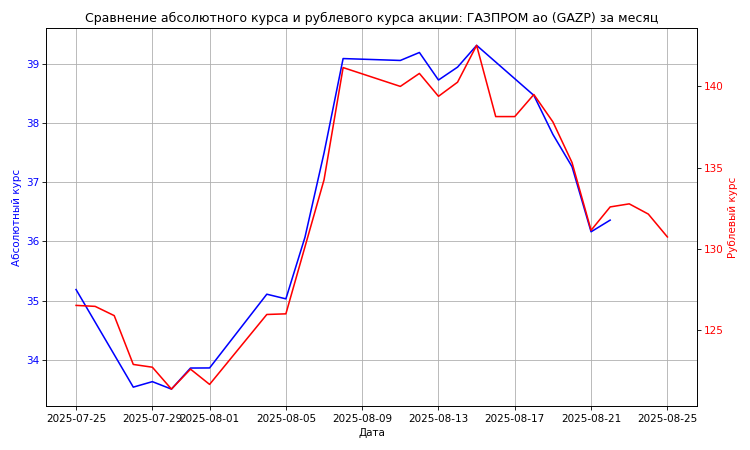 Сравнение абсолютного курса и рублевого курса акции: ГАЗПРОМ ао (GAZP) за месяц
39
38
37
36
35
34
Абсолютный курс
140
135
130
125
Рублевый курс
2025-07-25 2025-07-29 2025-08-01 2025-08-05 2025-08-09 2025-08-13 2025-08-17 2025-08-21 2025-08-25
Дата